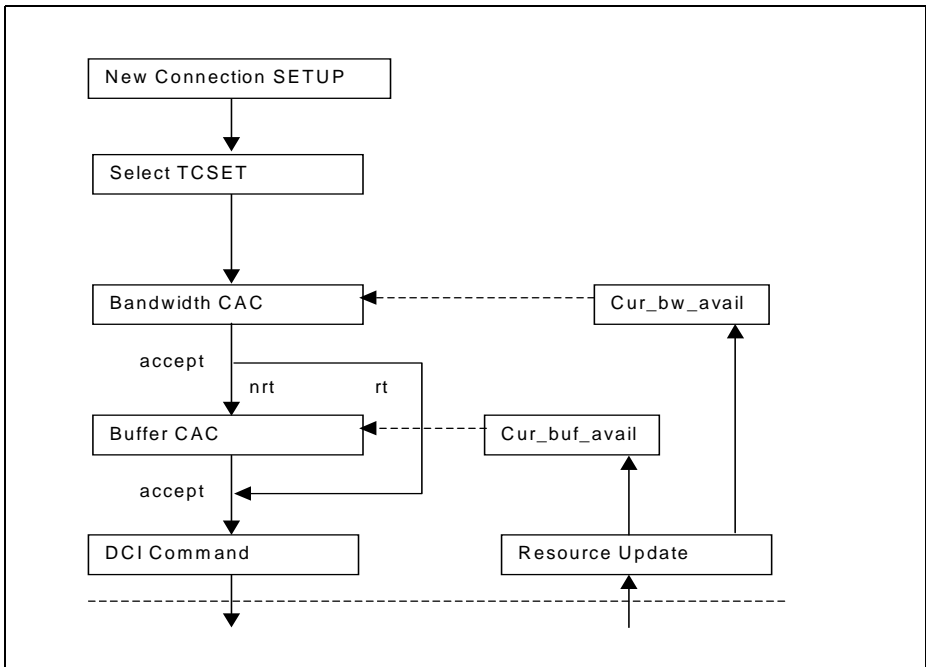 New Connection SETUP
Select TCSET
Bandwidth CAC
Cur_bw_avail
accept
nrt
rt
Buffer CAC
Cur_buf_avail
accept
DCI Command
Resource Update